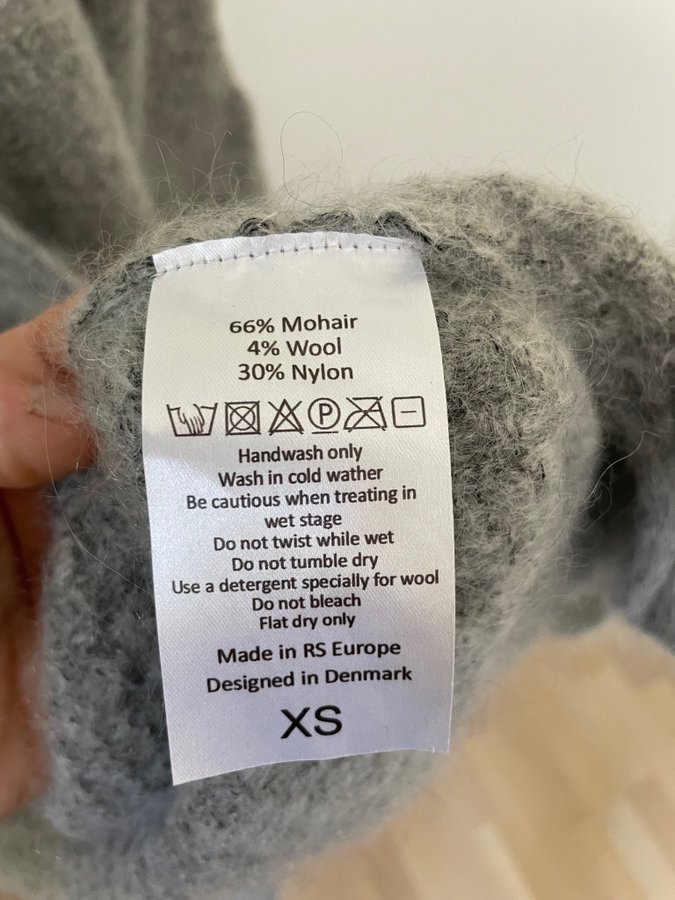 66% Mohair
4% Wool
30% Nylon
P
Handwash only
Wash in cold wather
Be cautious when treating in
wet stage
Do not twist while wet
Do not tumble dry
Use a detergent specially for wool
Do not bleach
Flat dry only
Made in RS Europe
Designed in Denmark
XS